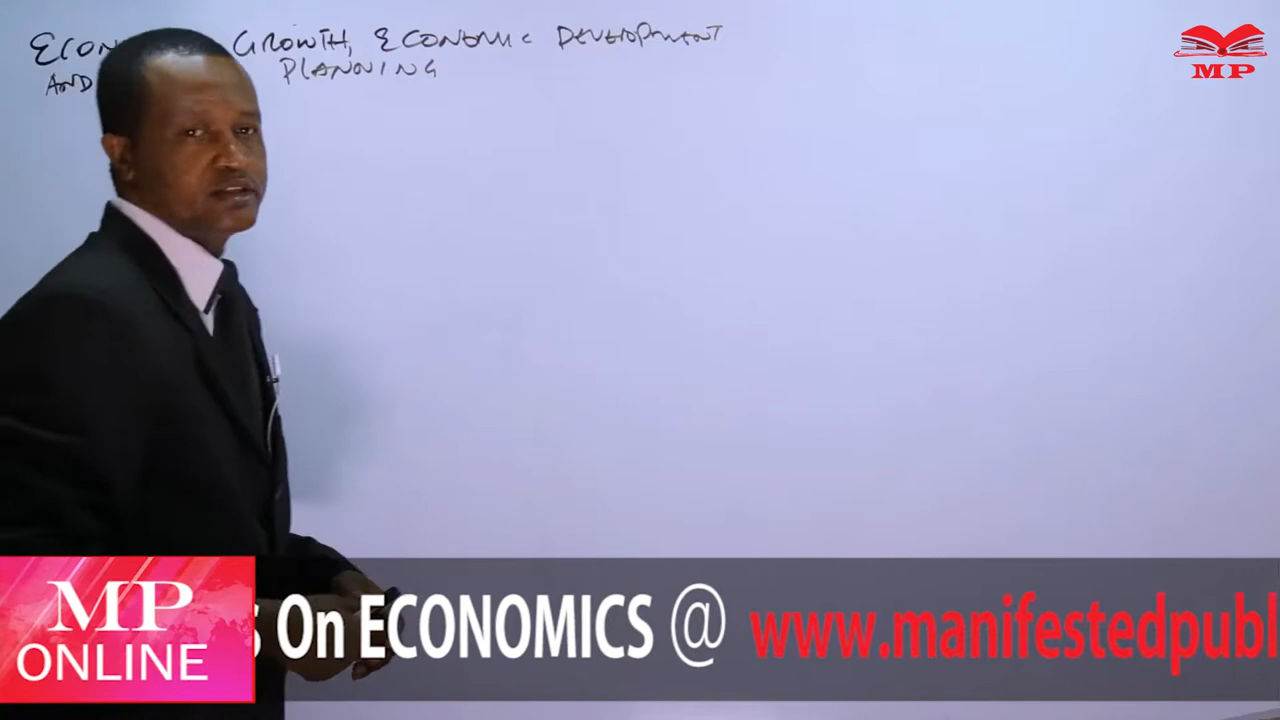 ECON GROWTH, ECONOMIC DEVELOPMENT
AND PLANNING
MP
MP
ONLINE
s On ECONOMICS @ www.manifestedpubl